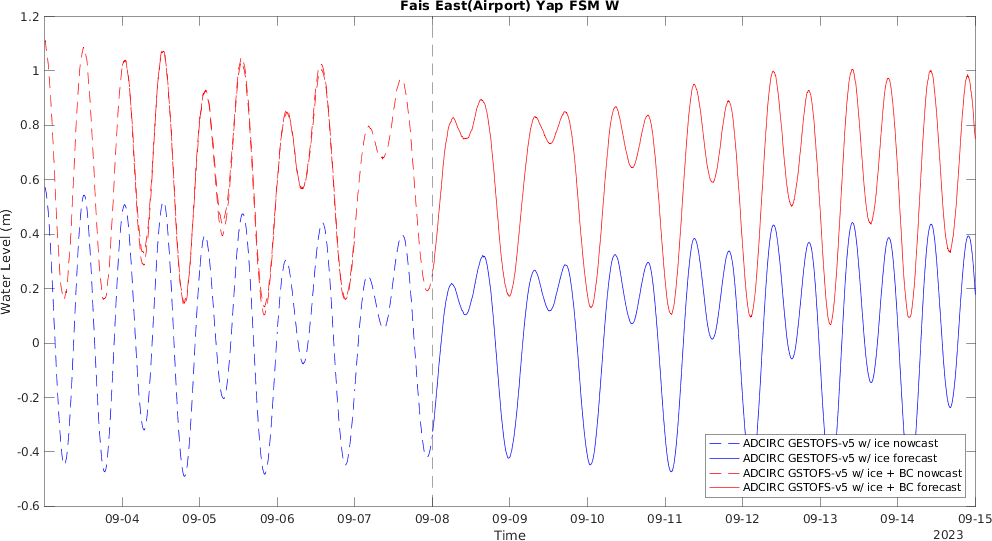 Fais East(Airport) Yap FSM W
Water Level (m)
1.2
1
0.8
0.6
0.4
0.2
0
-0.2
-0.4
-0.6
ADCIRC GESTOFS-v5 w/ ice nowcast
ADCIRC GESTOFS-v5 w/ ice forecast
ADCIRC GSTOFS-v5 w/ ice + BC nowcast
ADCIRC GSTOFS-v5 w/ ice + BC forecast
09-04 09-05 09-06 09-07 09-08 09-09 09-10 09-11 09-12 09-13 09-14 09-15
Time
2023